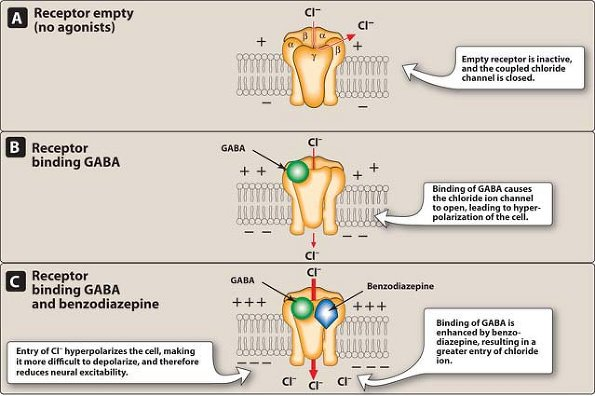 A Receptor empty
(no agonists)
Cl⁻
Cl⁻
+
α β α β γ
+
−
−
Empty receptor is inactive,
and the coupled chloride
channel is closed.
B Receptor
binding GABA
Cl⁻
GABA
+ +
+ +
− −
− −
Cl⁻
Binding of GABA causes
the chloride ion channel
to open, leading to hyper-
polarization of the cell.
C Receptor
binding GABA
and benzodiazepine
Cl⁻
GABA
Benzodiazepine
+ + +
+ + +
− − −
− − −
Cl⁻ Cl⁻ Cl⁻
Entry of Cl⁻ hyperpolarizes the cell, making
it more difficult to depolarize, and therefore
reduces neural excitability.
Binding of GABA is
enhanced by benzo-
diazepine, resulting in a
greater entry of chloride
ion.